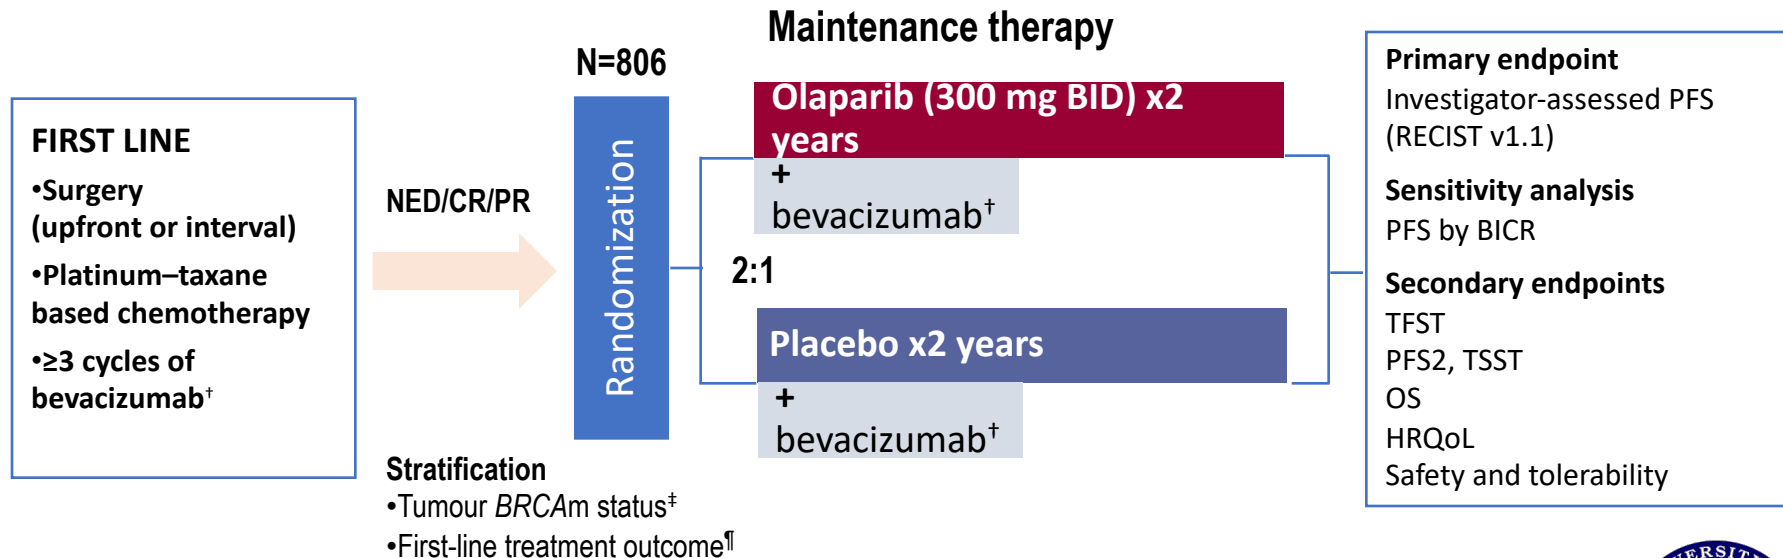 Maintenance therapy
N=806
FIRST LINE
•Surgery
(upfront or interval)
•Platinum–taxane
based chemotherapy
•≥3 cycles of
bevacizumab†
NED/CR/PR
Stratification
•Tumour BRCAm status‡
•First-line treatment outcome¶
Randomization
2:1
Olaparib (300 mg BID) x2
years
+
bevacizumab†
Placebo x2 years
+
bevacizumab†
Primary endpoint
Investigator-assessed PFS
(RECIST v1.1)
Sensitivity analysis
PFS by BICR
Secondary endpoints
TFST
PFS2, TSST
OS
HRQoL
Safety and tolerability